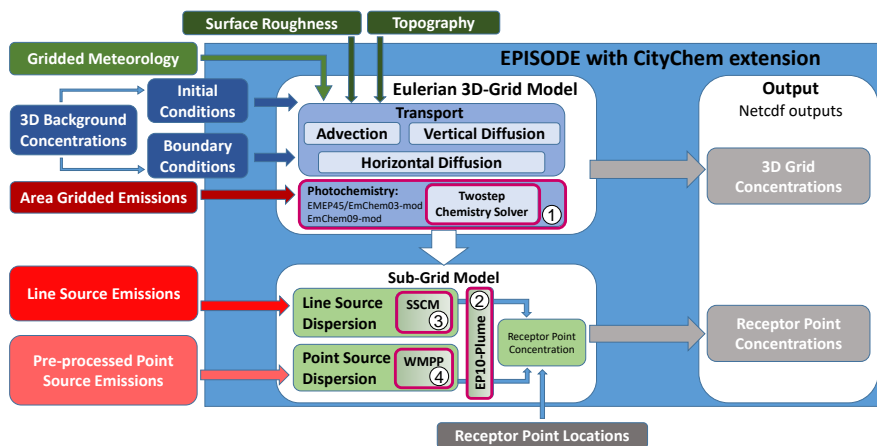 Surface Roughness
Topography
Gridded Meteorology
EPISODE with CityChem extension
3D Background
Concentrations
Initial
Conditions
Boundary
Conditions
Eulerian 3D-Grid Model
Transport
Advection
Vertical Diffusion
Horizontal Diffusion
Area Gridded Emissions
Photochemistry:
EMEP45/EmChem03-mod
EmChem09-mod
Twostep
Chemistry Solver
1
Output
Netcdf outputs
3D Grid
Concentrations
Sub-Grid Model
Line Source Emissions
Line Source
Dispersion
SSCM
3
2
EP10-Plume
Receptor Point
Concentration
Receptor Point
Concentrations
Pre-processed Point
Source Emissions
Point Source
Dispersion
WMPP
4
Receptor Point Locations